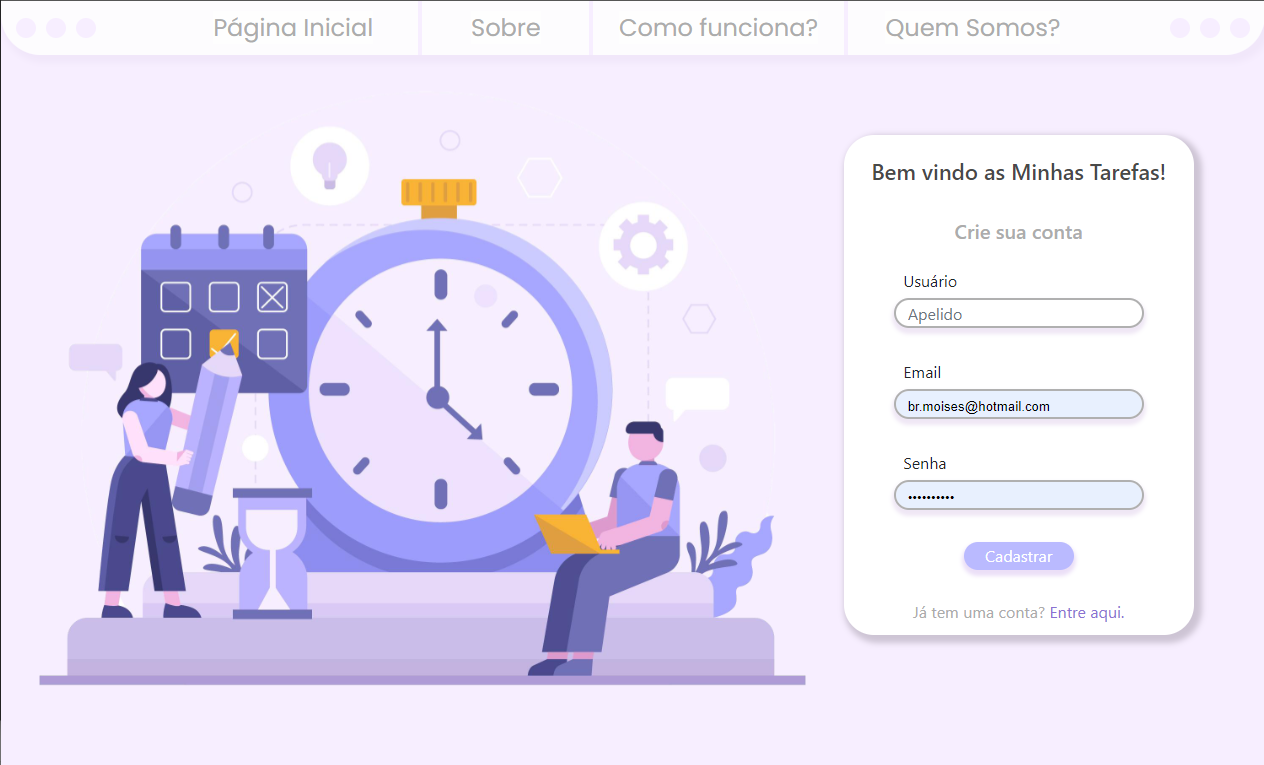 Página Inicial
Sobre
Como funciona?
Quem Somos?
Bem vindo as Minhas Tarefas!
Crie sua conta
Usuário
Apelido
Email
br.moises@hotmail.com
Senha
••••••••••
Cadastrar
Já tem uma conta? Entre aqui.